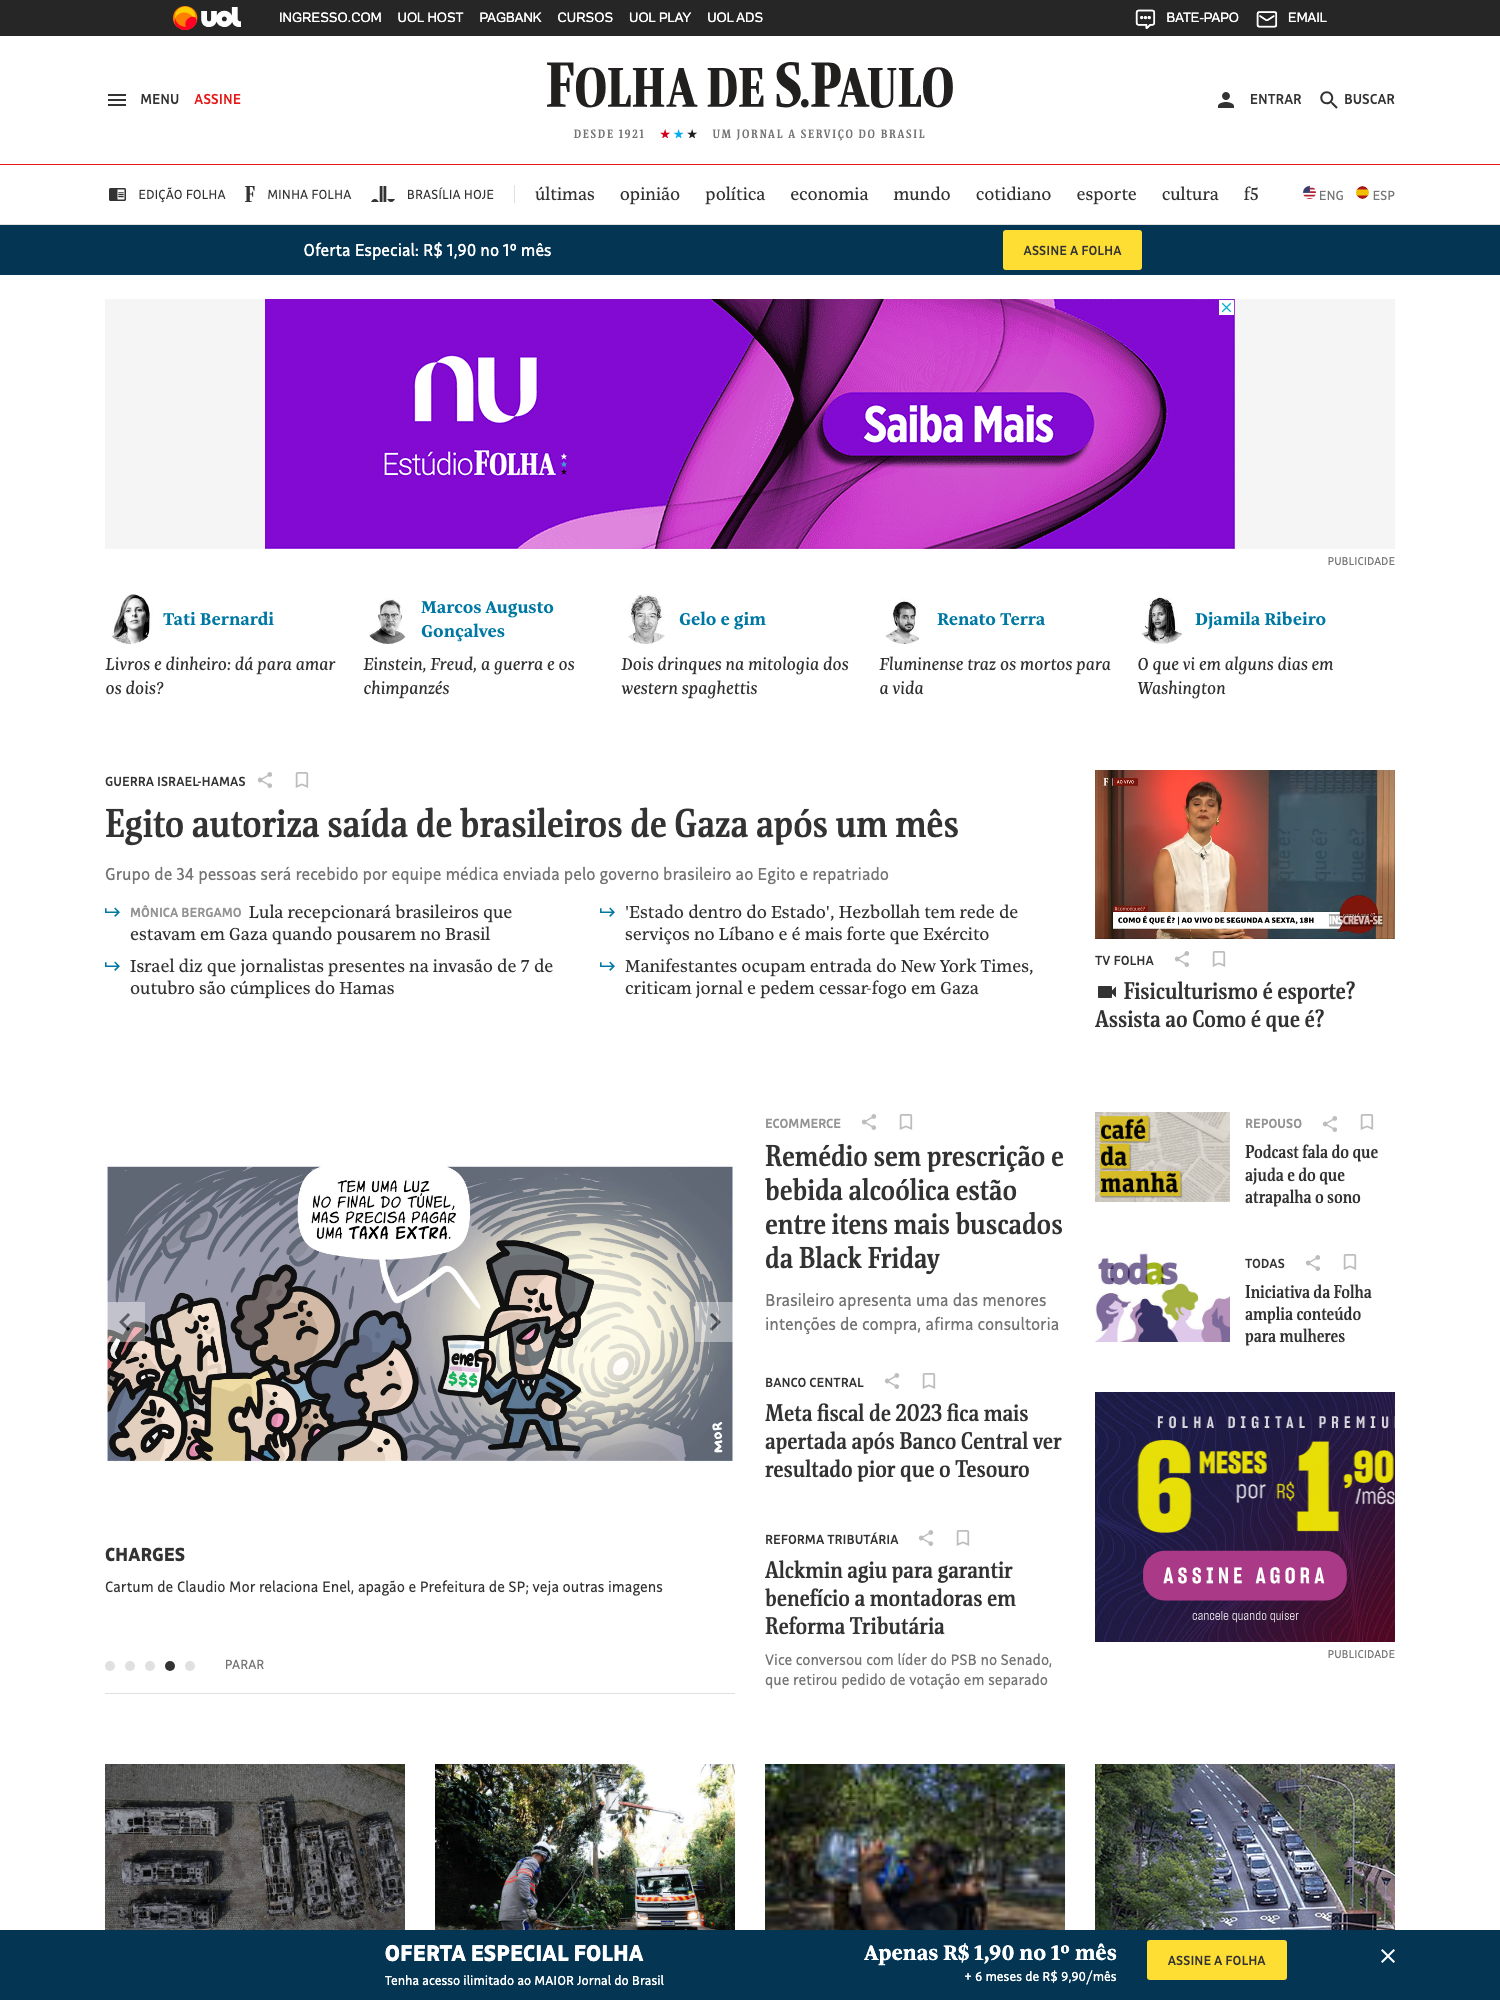 uol INGRESSO.COM UOL HOST PAGBANK CURSOS UOL PLAY UOL ADS BATE-PAPO EMAIL
MENU ASSINE
FOLHA DE S.PAULO
ENTRAR BUSCAR
DESDE 1921 UM JORNAL A SERVIÇO DO BRASIL
EDIÇÃO FOLHA F MINHA FOLHA BRASÍLIA HOJE últimas opinião política economia mundo cotidiano esporte cultura f5 ENG ESP
Oferta Especial: R$ 1,90 no 1º mês ASSINE A FOLHA
nu
EstúdioFOLHA
Saiba Mais
PUBLICIDADE
Tati Bernardi
Livros e dinheiro: dá para amar
os dois?
Marcos Augusto
Gonçalves
Einstein, Freud, a guerra e os
chimpanzés
Gelo e gim
Dois drinques na mitologia dos
western spaghettis
Renato Terra
Fluminense traz os mortos para
a vida
Djamila Ribeiro
O que vi em alguns dias em
Washington
GUERRA ISRAEL-HAMAS
Egito autoriza saída de brasileiros de Gaza após um mês
Grupo de 34 pessoas será recebido por equipe médica enviada pelo governo brasileiro ao Egito e repatriado
MÔNICA BERGAMO Lula recepcionará brasileiros que
estavam em Gaza quando pousarem no Brasil
Israel diz que jornalistas presentes na invasão de 7 de
outubro são cúmplices do Hamas
'Estado dentro do Estado', Hezbollah tem rede de
serviços no Líbano e é mais forte que Exército
Manifestantes ocupam entrada do New York Times,
criticam jornal e pedem cessar-fogo em Gaza
F AO VIVO
que é?
que é?
que é?
#comoequee?
COMO É QUE É? | AO VIVO DE SEGUNDA A SEXTA, 18H
INSCREVA-SE
TV FOLHA
Fisiculturismo é esporte?
Assista ao Como é que é?
TEM UMA LUZ
NO FINAL DO TÚNEL,
MAS PRECISA PAGAR
UMA TAXA EXTRA.
enel
$$$
MOR
CHARGES
Cartum de Claudio Mor relaciona Enel, apagão e Prefeitura de SP; veja outras imagens
PARAR
ECOMMERCE
Remédio sem prescrição e
bebida alcoólica estão
entre itens mais buscados
da Black Friday
Brasileiro apresenta uma das menores
intenções de compra, afirma consultoria
BANCO CENTRAL
Meta fiscal de 2023 fica mais
apertada após Banco Central ver
resultado pior que o Tesouro
REFORMA TRIBUTÁRIA
Alckmin agiu para garantir
benefício a montadoras em
Reforma Tributária
Vice conversou com líder do PSB no Senado,
que retirou pedido de votação em separado
café
da
manhã
REPOUSO
Podcast fala do que
ajuda e do que
atrapalha o sono
todas
TODAS
Iniciativa da Folha
amplia conteúdo
para mulheres
FOLHA DIGITAL PREMIU
6 MESES por R$ 1,90 /mês
ASSINE AGORA
cancele quando quiser
PUBLICIDADE
OFERTA ESPECIAL FOLHA
Tenha acesso ilimitado ao MAIOR Jornal do Brasil
Apenas R$ 1,90 no 1º mês
+ 6 meses de R$ 9,90/mês
ASSINE A FOLHA